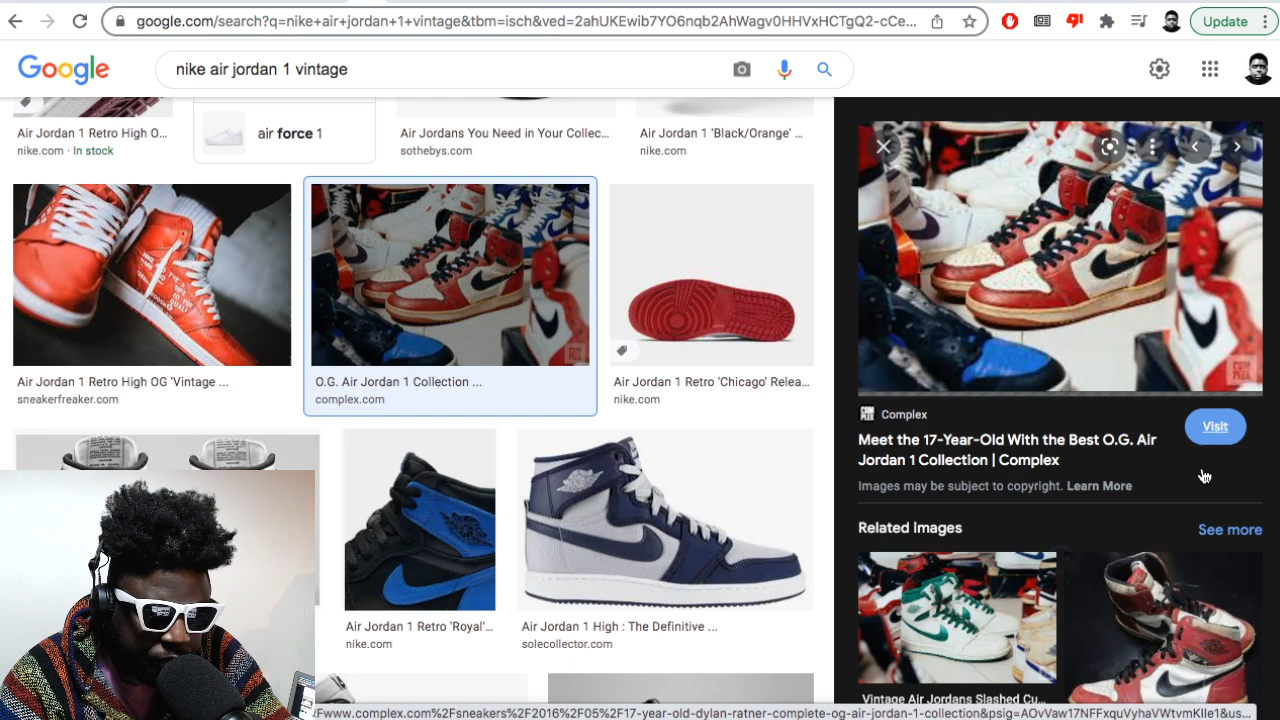 google.com/search?q=nike+air+jordan+1+vintage&tbm=isch&ved=2ahUKEwib7YO6nqb2AhWagv0HHVxHCTgQ2-cCe...
Update
Google
nike air jordan 1 vintage
Air Jordan 1 Retro High O...
nike.com · In stock
air force 1
Air Jordans You Need in Your Collec...
sothebys.com
Air Jordan 1 'Black/Orange' ...
nike.com
Air Jordan 1 Retro High OG 'Vintage ...
sneakerfreaker.com
O.G. Air Jordan 1 Collection ...
complex.com
Air Jordan 1 Retro 'Chicago' Relea...
nike.com
Complex
Meet the 17-Year-Old With the Best O.G. Air
Jordan 1 Collection | Complex
Visit
Images may be subject to copyright. Learn More
Related Images
See more
Air Jordan 1 Retro 'Royal'...
nike.com
Air Jordan 1 High : The Definitive ...
solecollector.com
Vintage Air Jordans Slashed Cu...
Fwww.complex.com%2Fsneakers%2F2016%2F05%2F17-year-old-dylan-ratner-complete-og-air-jordan-1-collection&psig=AOvVaw17NFFxquUyhaVWtvmKIIe1&us...